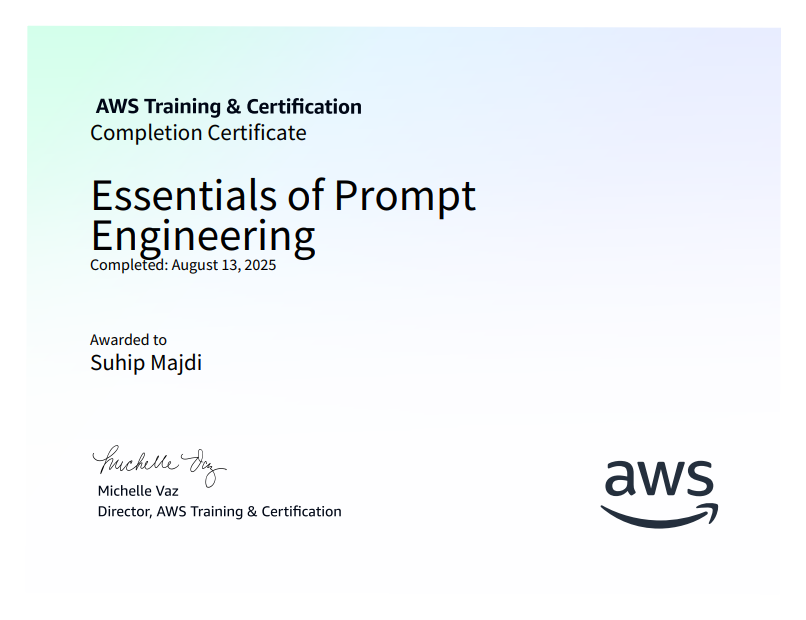 AWS Training & Certification
Completion Certificate
Essentials of Prompt
Engineering
Completed: August 13, 2025
Awarded to
Suhip Majdi
Michelle Vaz
Michelle Vaz
Director, AWS Training & Certification
aws